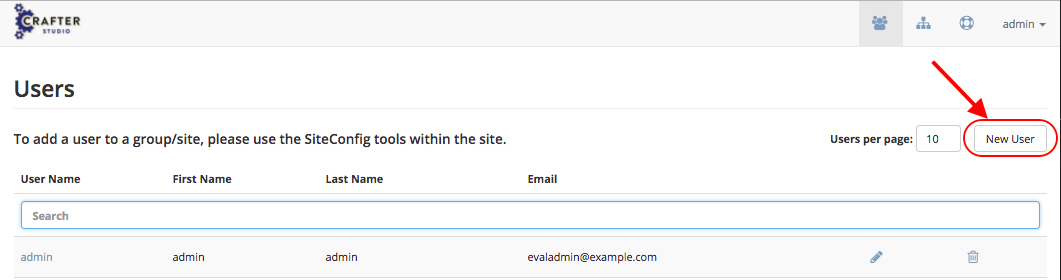 CRAFTER
STUDIO
admin
Users
To add a user to a group/site, please use the SiteConfig tools within the site.
Users per page: 10 New User
User Name First Name Last Name Email
Search
admin admin admin evaladmin@example.com